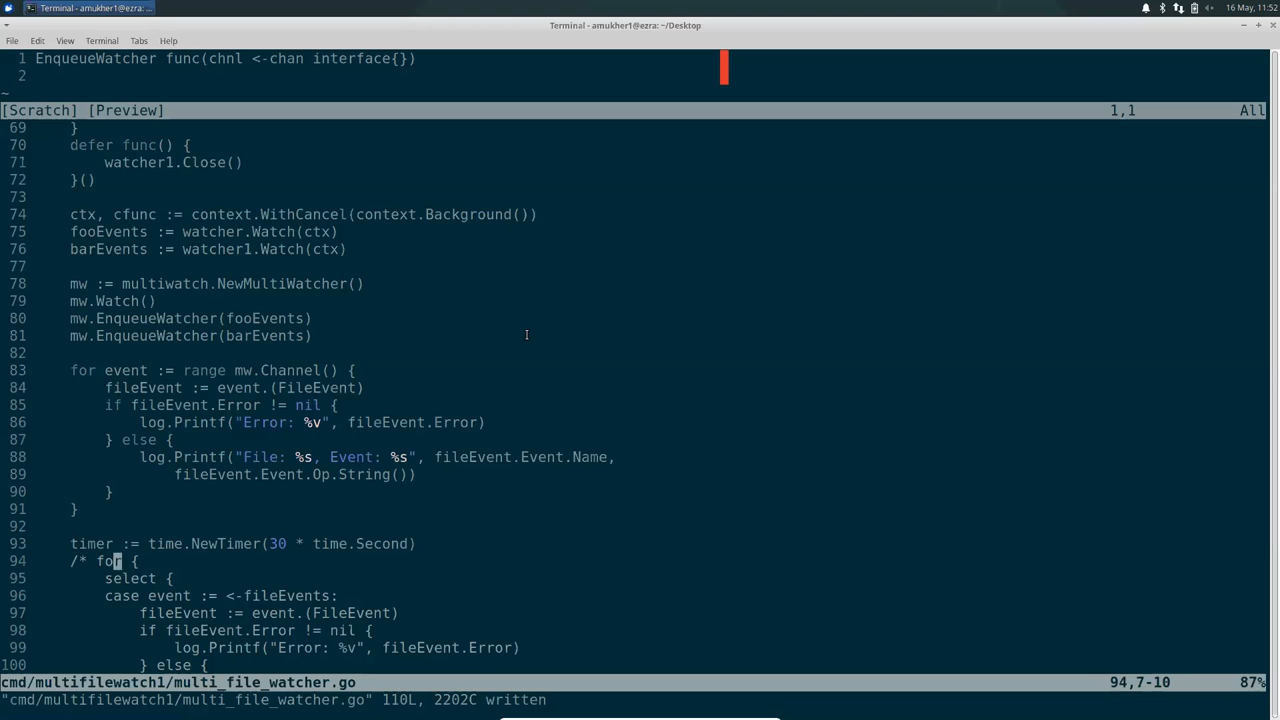 Terminal - amukher1@ezra: ...
16 May, 11:52
Terminal - amukher1@ezra: ~/Desktop
File Edit View Terminal Tabs Help
1 EnqueueWatcher func(chnl <-chan interface{})
2
~
[Scratch] [Preview] 1,1 All
69 }
70 defer func() {
71 watcher1.Close()
72 }()
73
74 ctx, cfunc := context.WithCancel(context.Background())
75 fooEvents := watcher.Watch(ctx)
76 barEvents := watcher1.Watch(ctx)
77
78 mw := multiwatch.NewMultiWatcher()
79 mw.Watch()
80 mw.EnqueueWatcher(fooEvents)
81 mw.EnqueueWatcher(barEvents)
82
83 for event := range mw.Channel() {
84 fileEvent := event.(FileEvent)
85 if fileEvent.Error != nil {
86 log.Printf("Error: %v", fileEvent.Error)
87 } else {
88 log.Printf("File: %s, Event: %s", fileEvent.Event.Name,
89 fileEvent.Event.Op.String())
90 }
91 }
92
93 timer := time.NewTimer(30 * time.Second)
94 /* for {
95 select {
96 case event := <-fileEvents:
97 fileEvent := event.(FileEvent)
98 if fileEvent.Error != nil {
99 log.Printf("Error: %v", fileEvent.Error)
100 } else {
cmd/multifilewatch1/multi_file_watcher.go 94,7-10 87%
"cmd/multifilewatch1/multi_file_watcher.go" 110L, 2202C written